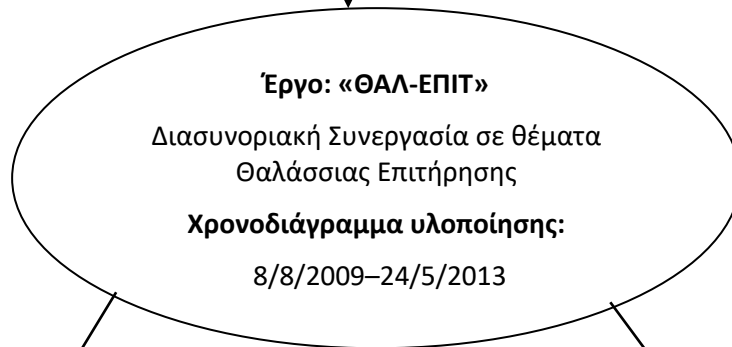 Έργο: «ΘΑΛ-ΕΠΙΤ»
Διασυνοριακή Συνεργασία σε θέματα
Θαλάσσιας Επιτήρησης
Χρονοδιάγραμμα υλοποίησης:
8/8/2009–24/5/2013